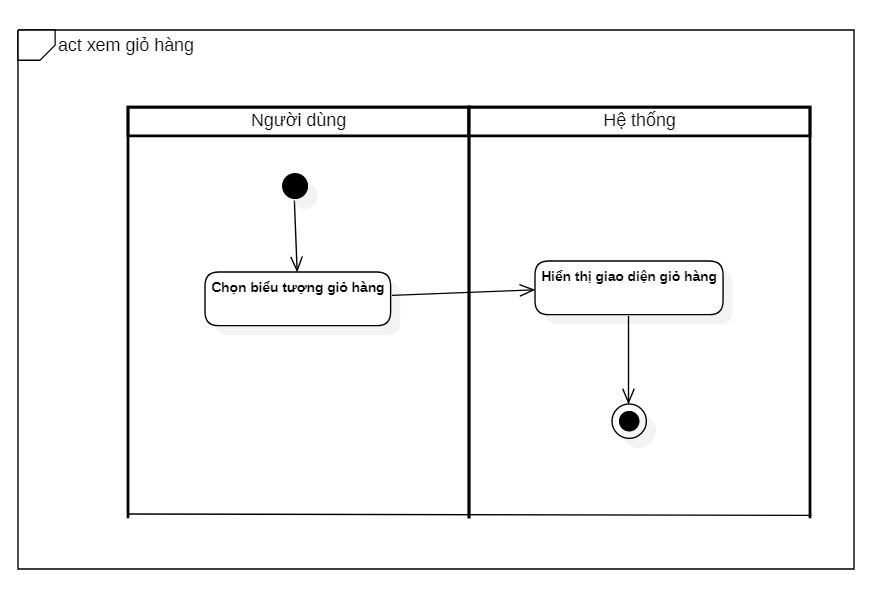 act xem giỏ hàng
Người dùng
Hệ thống
Chọn biểu tượng giỏ hàng
Hiển thị giao diện giỏ hàng